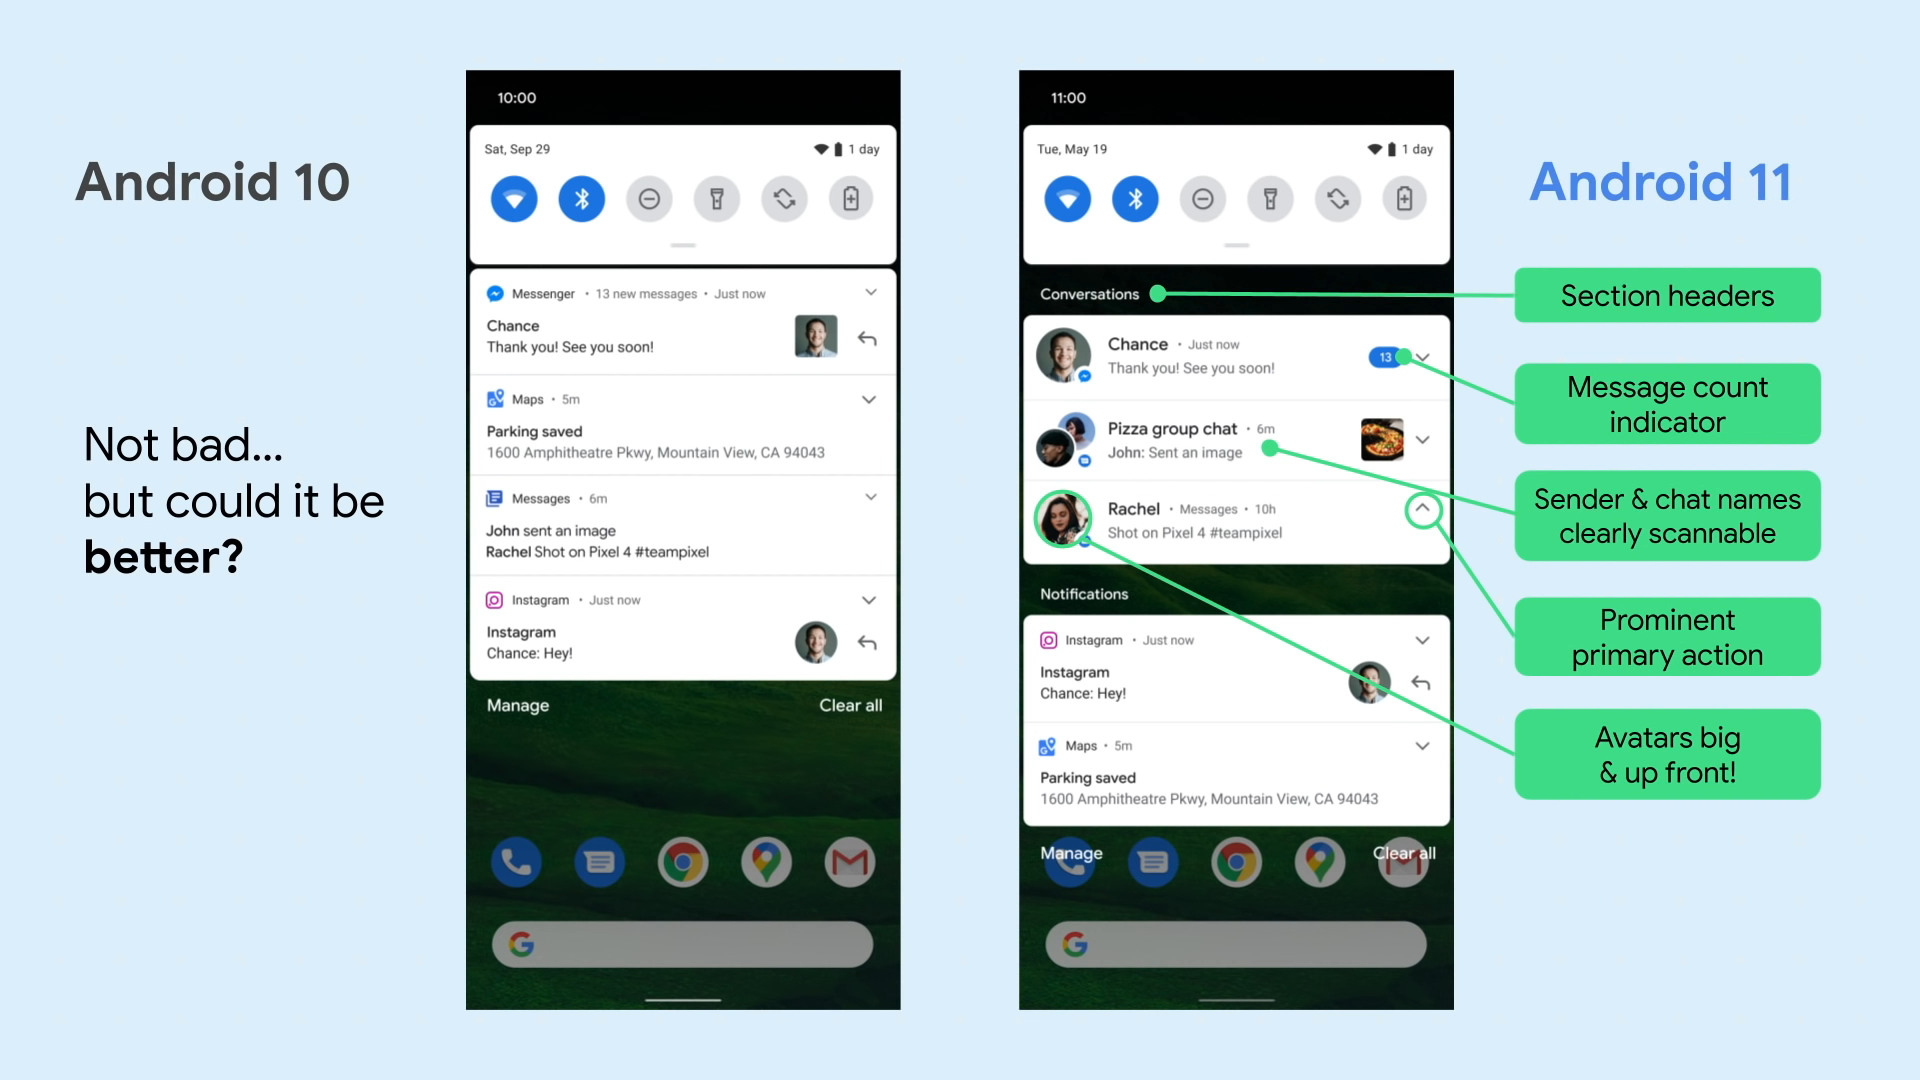 Android 10
Not bad...
but could it be
better?
10:00
Sat, Sep 29
1 day
Messenger • 13 new messages • Just now
Chance
Thank you! See you soon!
Maps • 5m
Parking saved
1600 Amphitheatre Pkwy, Mountain View, CA 94043
Messages • 6m
John sent an image
Rachel Shot on Pixel 4 #teampixel
Instagram • Just now
Instagram
Chance: Hey!
Manage
Clear all
11:00
Tue, May 19
1 day
Conversations
Chance • Just now
Thank you! See you soon!
13
Pizza group chat • 6m
John: Sent an image
Rachel • Messages • 10h
Shot on Pixel 4 #teampixel
Notifications
Instagram • Just now
Instagram
Chance: Hey!
Maps • 5m
Parking saved
1600 Amphitheatre Pkwy, Mountain View, CA 94043
Manage
Clear all
Android 11
Section headers
Message count
indicator
Sender & chat names
clearly scannable
Prominent
primary action
Avatars big
& up front!